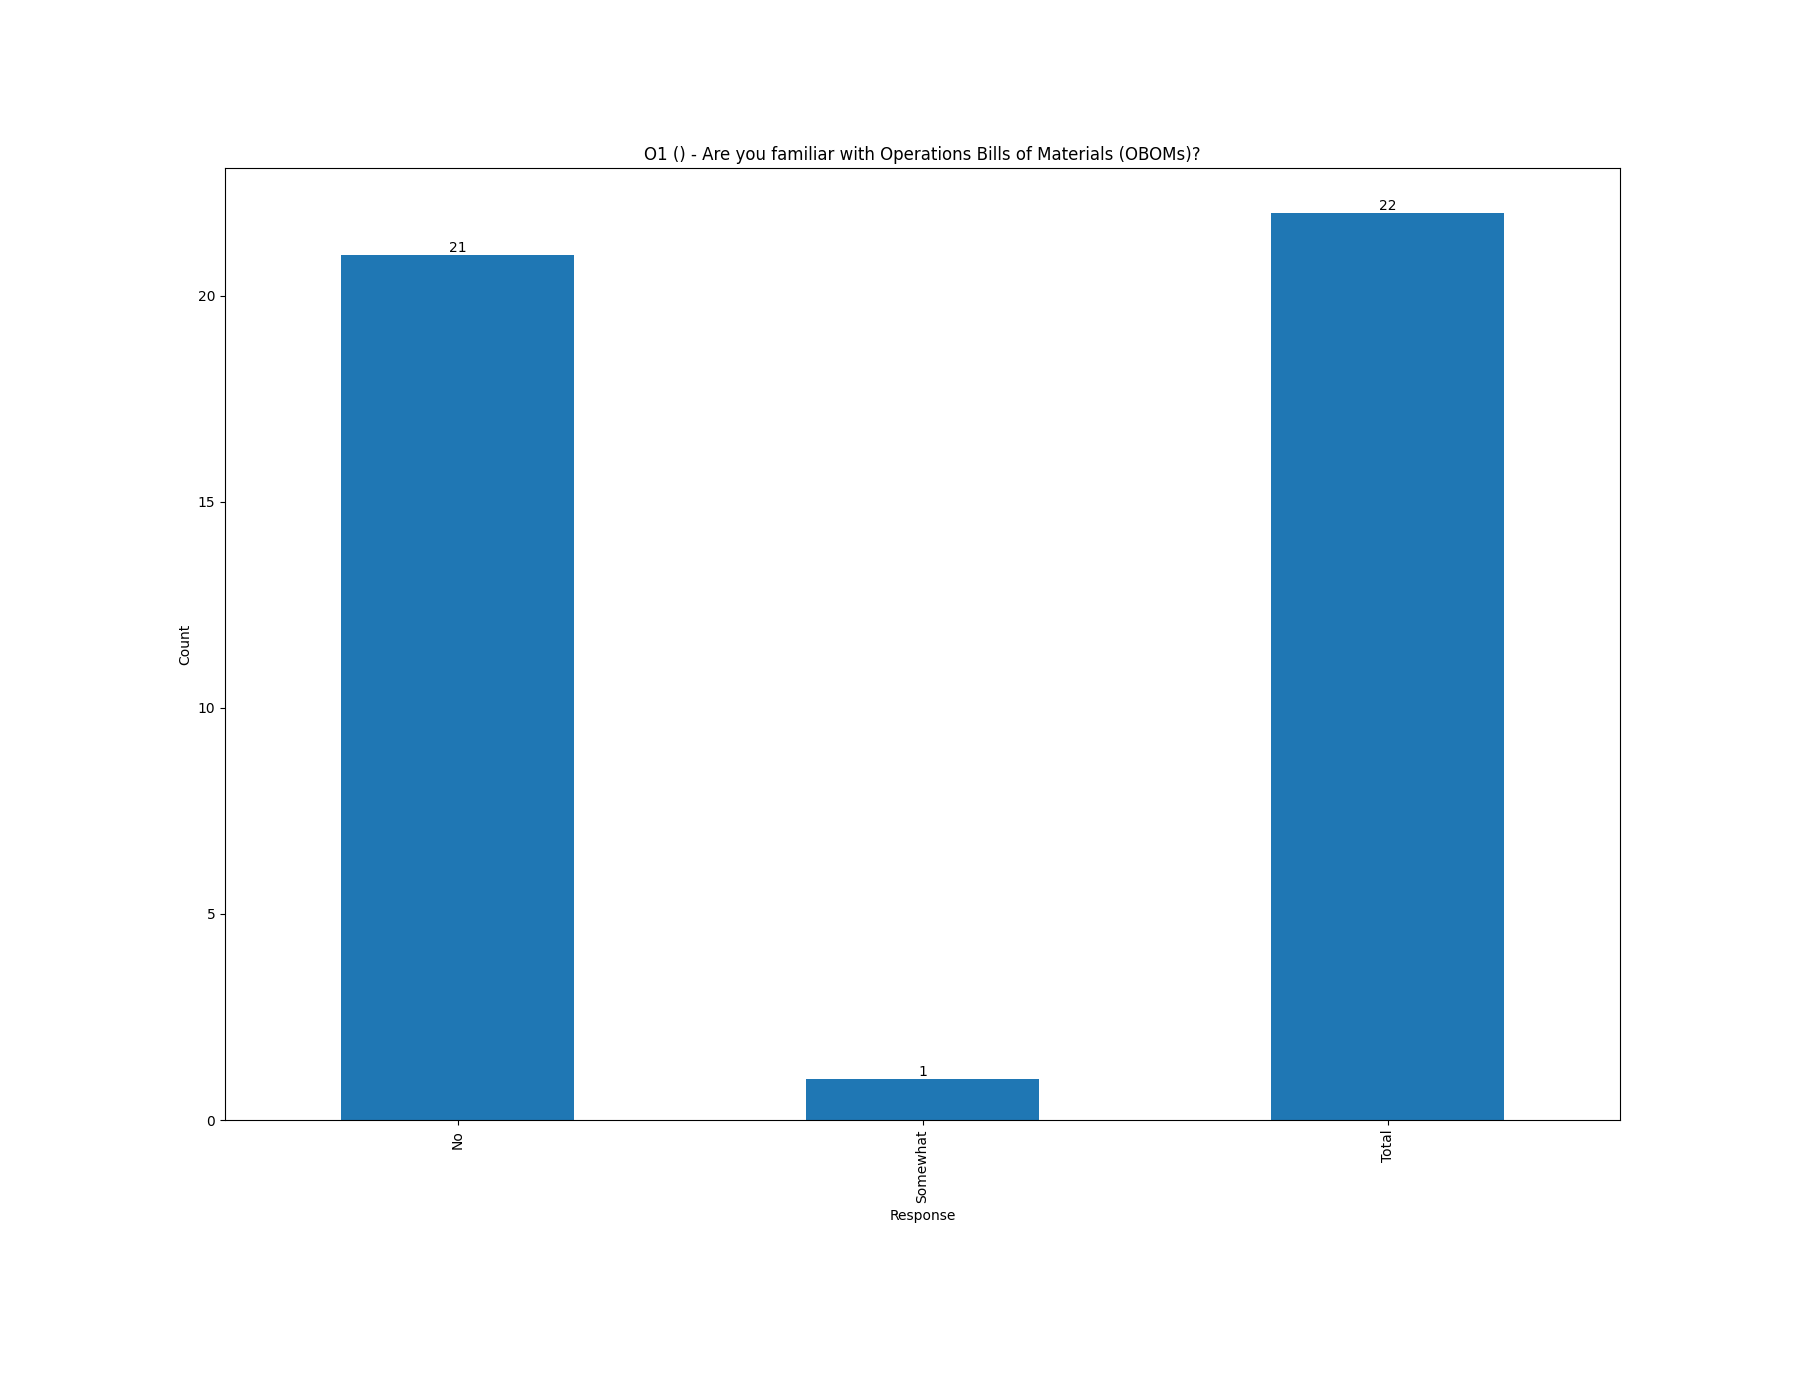 O1 () - Are you familiar with Operations Bills of Materials (OBOMs)?
22
21
20
15
10
5
1
0
Count
No
Somewhat
Total
Response